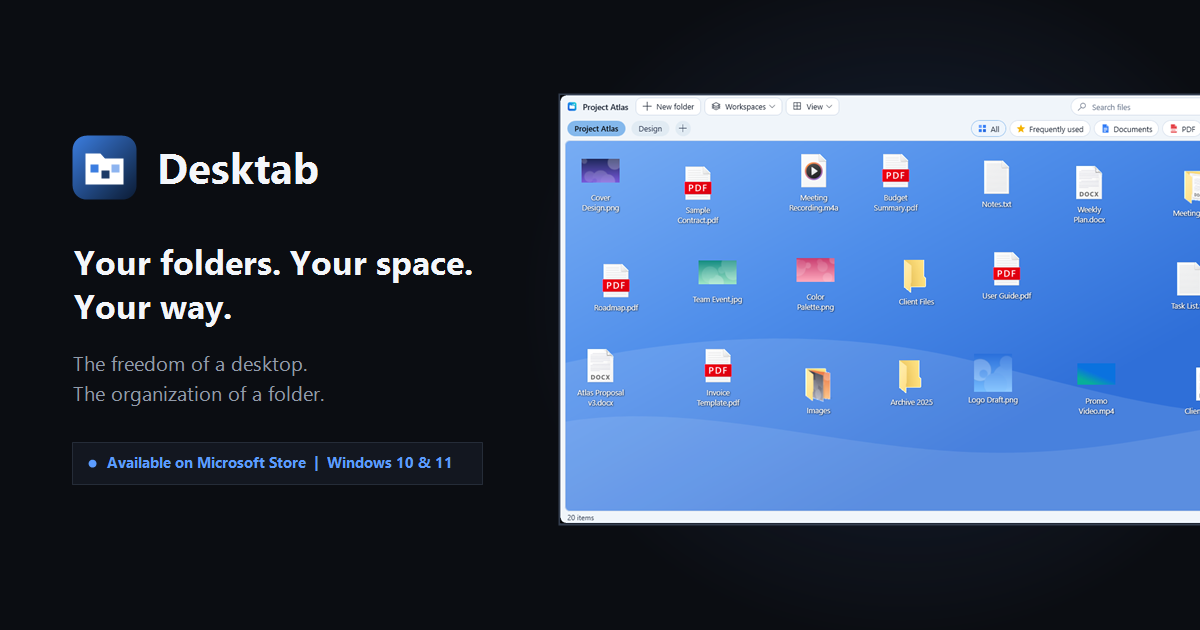 Desktab
Your folders. Your space.
Your way.
The freedom of a desktop.
The organization of a folder.
Available on Microsoft Store | Windows 10 & 11
Project Atlas
New folder
Workspaces
View
Search files
Project Atlas
Design
All
Frequently used
Documents
PDF
Cover
Design.png
PDF
Sample
Contract.pdf
Meeting
Recording.m4a
PDF
Budget
Summary.pdf
Notes.txt
DOCX
Weekly
Plan.docx
Meeting
PDF
Roadmap.pdf
Team Event.jpg
Color
Palette.png
Client Files
PDF
User Guide.pdf
Task List.
DOCX
Atlas Proposal
v3.docx
PDF
Invoice
Template.pdf
Images
Archive 2025
Logo Draft.png
Promo
Video.mp4
20 items